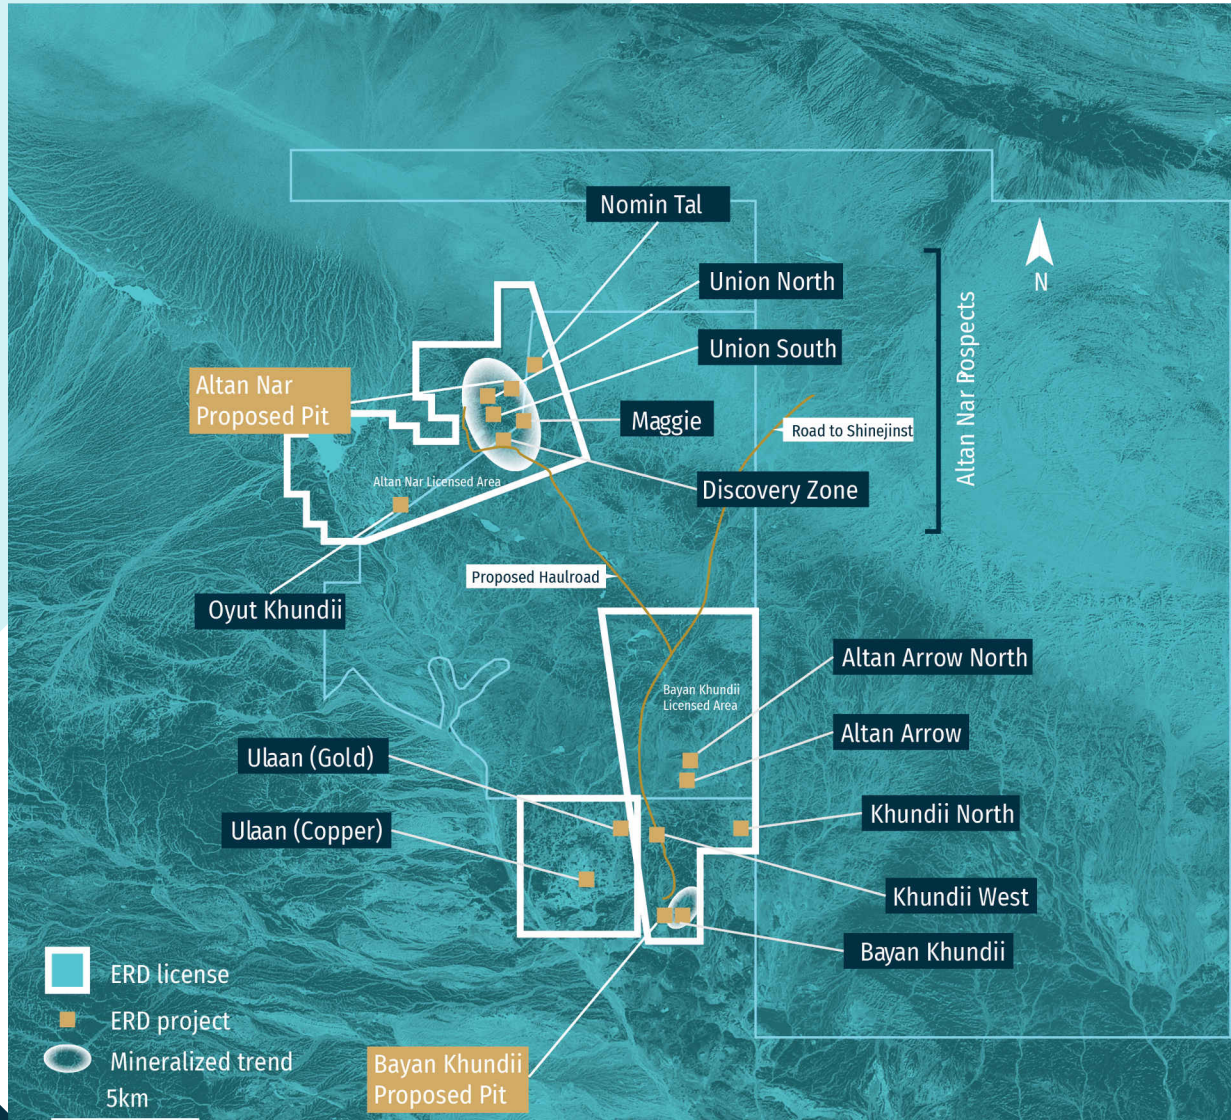 Nomin Tal
Union North
Union South
Altan Nar
Proposed Pit
Maggie
Road to Shinejinst
Altan Nar Rospects
P
N
Altan Nar Licensed Area
Discovery Zone
Proposed Haulroad
Oyut Khundii
Altan Arrow North
Bayan Khundii
Licensed Area
Altan Arrow
Ulaan (Gold)
Khundii North
Ulaan (Copper)
Khundii West
Bayan Khundii
ERD license
ERD project
Mineralized trend
5km
Bayan Khundii
Proposed Pit